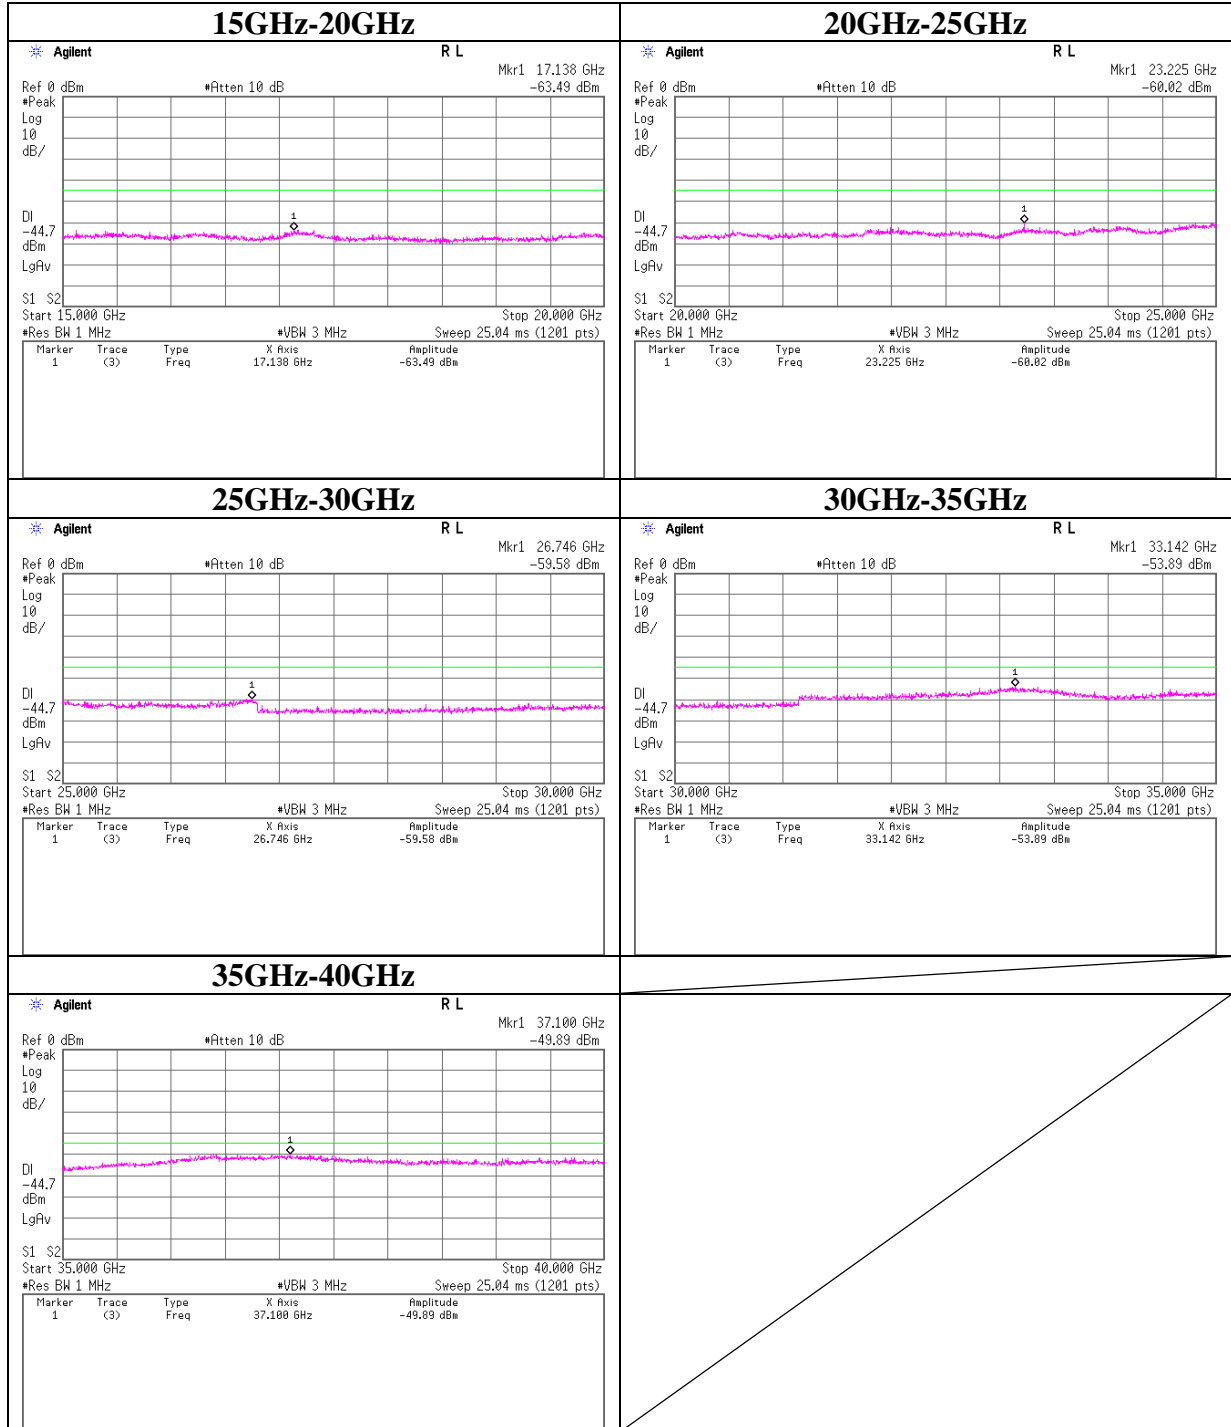 15GHz-20GHz
Agilent R L
Mkr1 17.138 GHz
Ref 0 dBm #Atten 10 dB -63.49 dBm
#Peak
Log
10
dB/
DI
-44.7
dBm
LgAv
S1 S2
Start 15.000 GHz Stop 20.000 GHz
#Res BW 1 MHz #VBW 3 MHz Sweep 25.04 ms (1201 pts)
Marker Trace Type X Axis Amplitude
1 (3) Freq 17.138 GHz -63.49 dBm
1
20GHz-25GHz
Agilent R L
Mkr1 23.225 GHz
Ref 0 dBm #Atten 10 dB -60.02 dBm
#Peak
Log
10
dB/
1
DI
-44.7
dBm
LgAv
S1 S2
Start 20.000 GHz Stop 25.000 GHz
#Res BW 1 MHz #VBW 3 MHz Sweep 25.04 ms (1201 pts)
Marker Trace Type X Axis Amplitude
1 (3) Freq 23.225 GHz -60.02 dBm
25GHz-30GHz
Agilent R L
Mkr1 26.746 GHz
Ref 0 dBm #Atten 10 dB -59.58 dBm
#Peak
Log
10
dB/
1
DI
-44.7
dBm
LgAv
S1 S2
Start 25.000 GHz Stop 30.000 GHz
#Res BW 1 MHz #VBW 3 MHz Sweep 25.04 ms (1201 pts)
Marker Trace Type X Axis Amplitude
1 (3) Freq 26.746 GHz -59.58 dBm
30GHz-35GHz
Agilent R L
Mkr1 33.142 GHz
Ref 0 dBm #Atten 10 dB -53.89 dBm
#Peak
Log
10
dB/
1
DI
-44.7
dBm
LgAv
S1 S2
Start 30.000 GHz Stop 35.000 GHz
#Res BW 1 MHz #VBW 3 MHz Sweep 25.04 ms (1201 pts)
Marker Trace Type X Axis Amplitude
1 (3) Freq 33.142 GHz -53.89 dBm
35GHz-40GHz
Agilent R L
Mkr1 37.100 GHz
Ref 0 dBm #Atten 10 dB -49.89 dBm
#Peak
Log
10
dB/
1
DI
-44.7
dBm
LgAv
S1 S2
Start 35.000 GHz Stop 40.000 GHz
#Res BW 1 MHz #VBW 3 MHz Sweep 25.04 ms (1201 pts)
Marker Trace Type X Axis Amplitude
1 (3) Freq 37.100 GHz -49.89 dBm